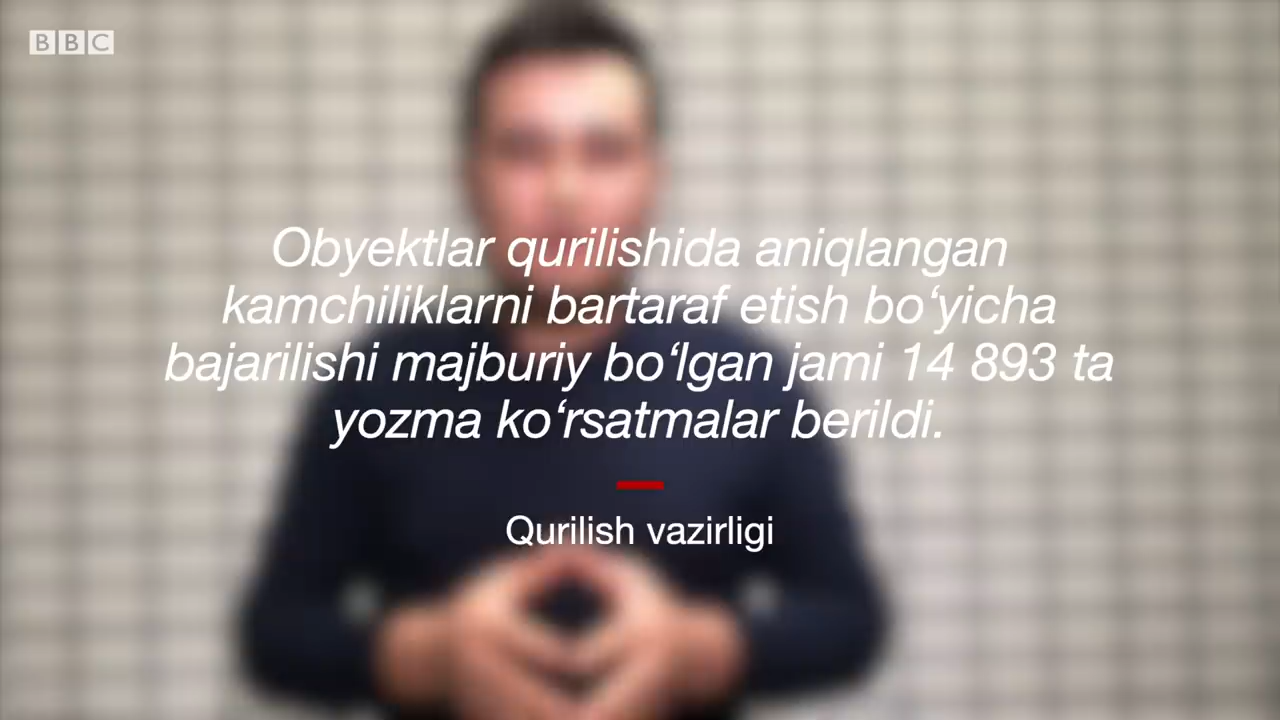 BBC
Obyektlar qurilishida aniqlangan
kamchiliklarni bartaraf etish bo‘yicha
bajarilishi majburiy bo‘lgan jami 14 893 ta
yozma ko‘rsatmalar berildi.
Qurilish vazirligi